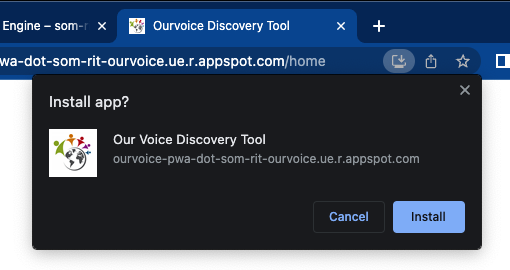 Engine – som-r
Ourvoice Discovery Tool
wa-dot-som-rit-ourvoice.ue.r.appspot.com/home
Install app?
Our Voice Discovery Tool
ourvoice-pwa-dot-som-rit-ourvoice.ue.r.appspot.com
Cancel
Install